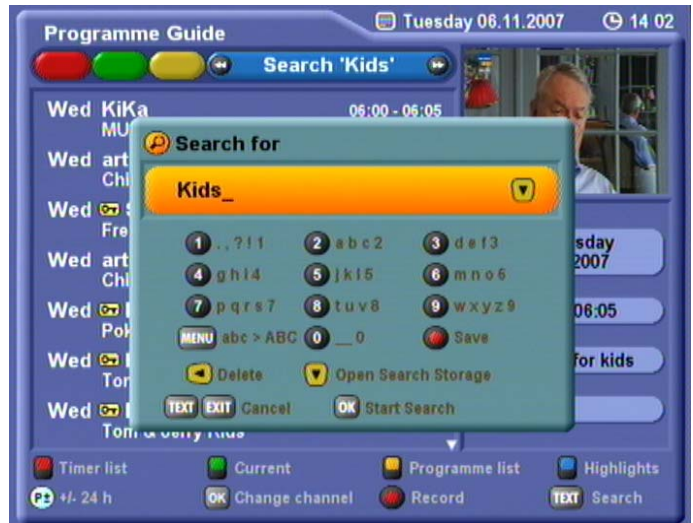 Programme Guide
Tuesday 06.11.2007
14 02
Search 'Kids'
Wed KiKa 06:00 - 06:05
MU
Wed art
Chi
Wed
Fre
Wed art
Chi
Wed
Pok
Wed
Tor
Wed
Tom & Jerry Kids
Search for
Kids_
1 . , ? ! 1
2 a b c 2
3 d e f 3
4 g h I 4
5 j k l 5
6 m n o 6
7 p q r s 7
8 t u v 8
9 w x y z 9
MENU abc > ABC
0 _ _ 0
Save
Delete
Open Search Storage
TEXT EXIT Cancel
OK Start Search
sday
2007
06:05
for kids
Timer list
Current
Programme list
Highlights
P± +/- 24 h
OK Change channel
Record
TEXT Search